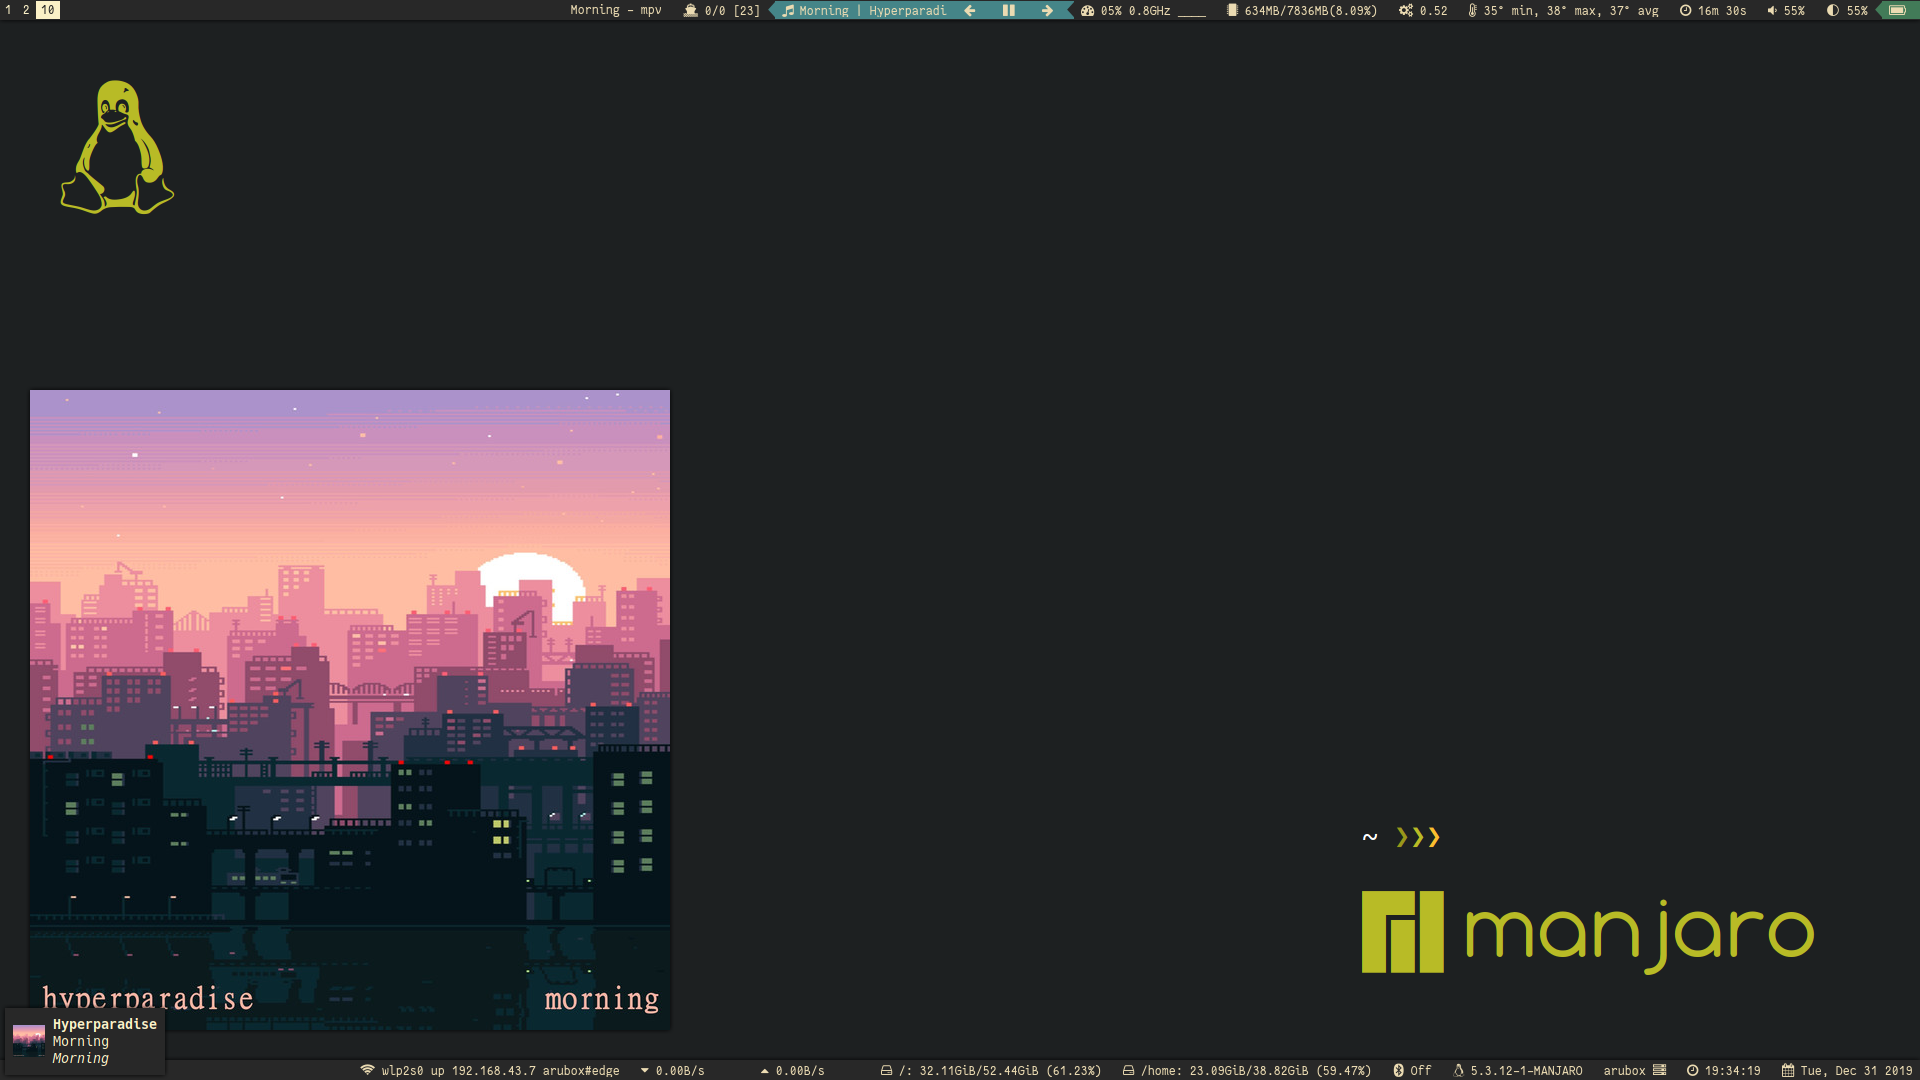 1 2 10 Morning - mpv 0/0 [23] Morning | Hyperparadi 05% 0.8GHz 634MB/7836MB(8.09%) 0.52 35° min, 38° max, 37° avg 16m 30s 55% 55%
~ ❯❯❯
manjaro
hyperparadise morning
Hyperparadise
Morning
Morning
wlp2s0 up 192.168.43.7 arubox#edge 0.00B/s 0.00B/s /: 32.11GiB/52.44GiB (61.23%) /home: 23.09GiB/38.82GiB (59.47%) Off 5.3.12-1-MANJARO arubox 19:34:19 Tue, Dec 31 2019